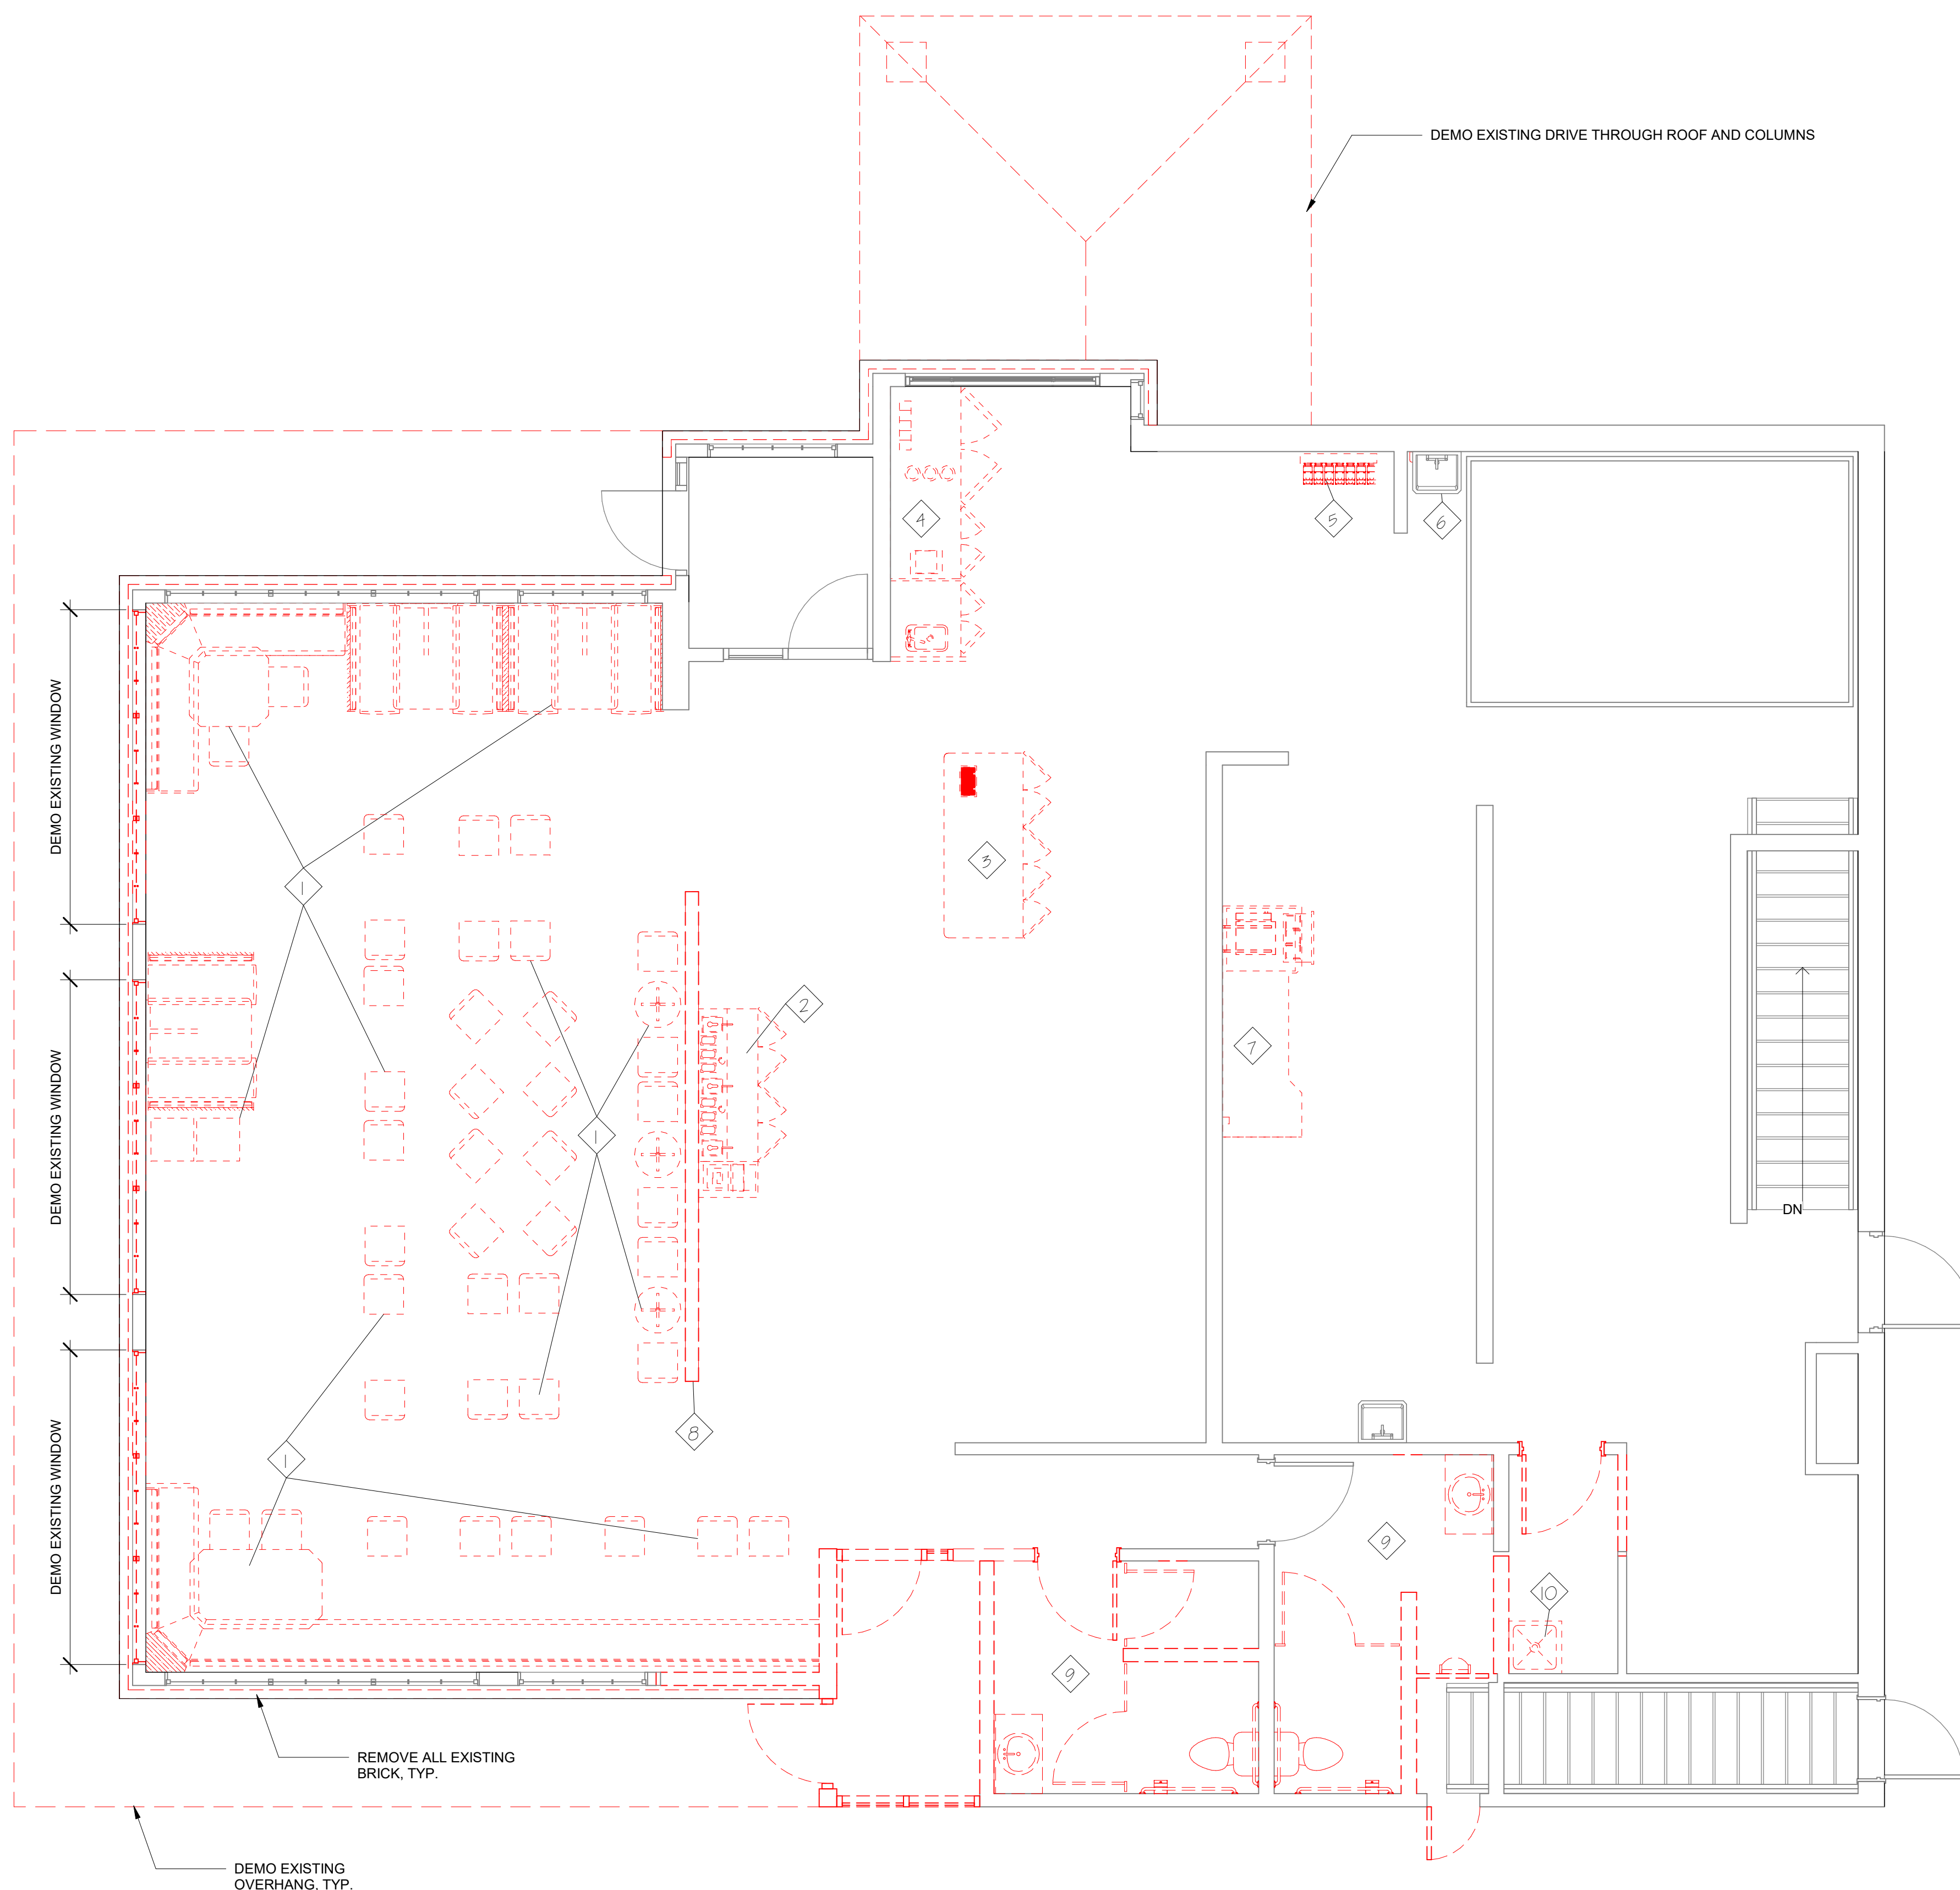 DEMO EXISTING DRIVE THROUGH ROOF AND COLUMNS
4
5
6
DEMO EXISTING WINDOW
3
1
2
7
DEMO EXISTING WINDOW
1
DN
8
1
DEMO EXISTING WINDOW
9
10
9
REMOVE ALL EXISTING
BRICK, TYP.
DEMO EXISTING
OVERHANG, TYP.